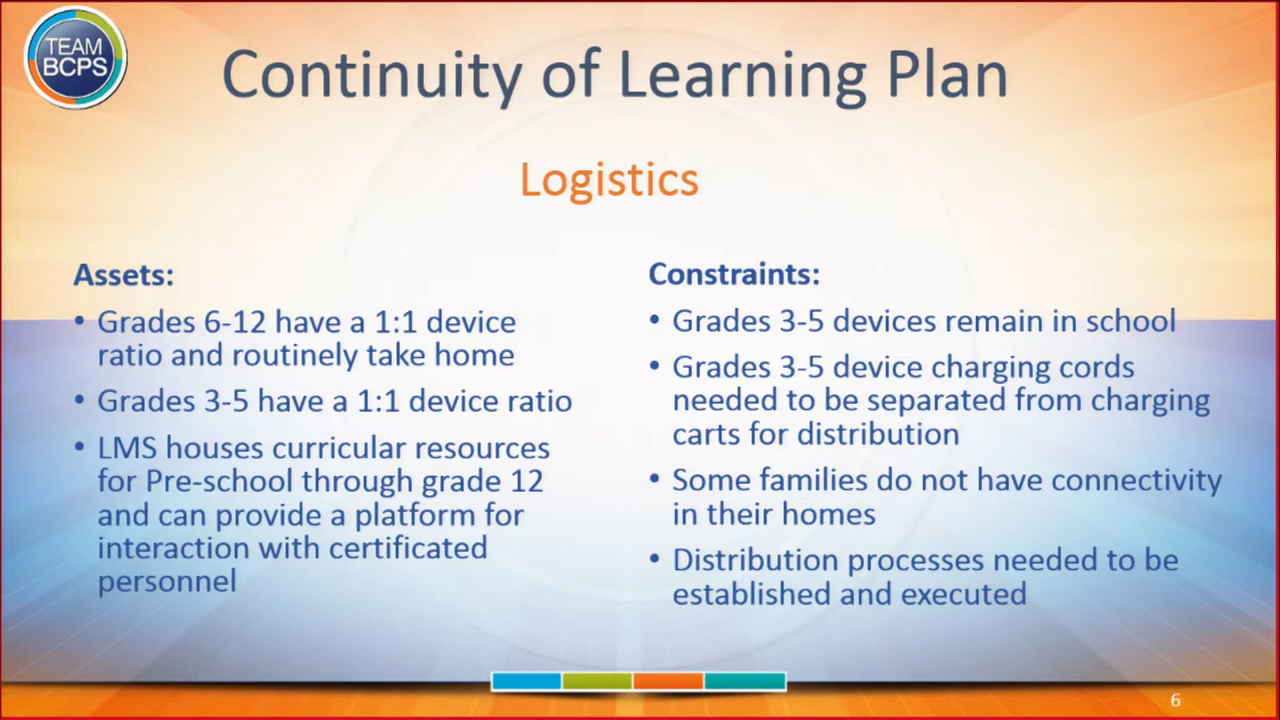 TEAM
BCPS
Continuity of Learning Plan
Logistics
Assets:
• Grades 6-12 have a 1:1 device
ratio and routinely take home
• Grades 3-5 have a 1:1 device ratio
• LMS houses curricular resources
for Pre-school through grade 12
and can provide a platform for
interaction with certificated
personnel
Constraints:
• Grades 3-5 devices remain in school
• Grades 3-5 device charging cords
needed to be separated from charging
carts for distribution
• Some families do not have connectivity
in their homes
• Distribution processes needed to be
established and executed
6